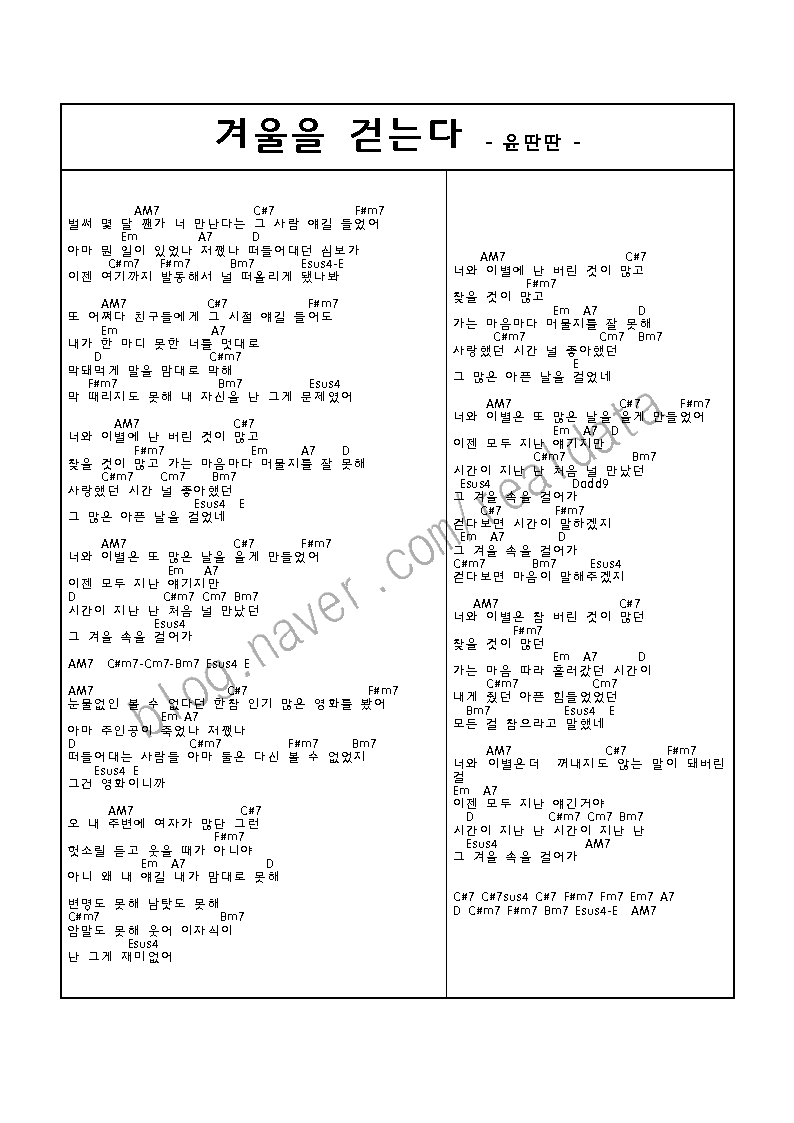 겨울을 걷는다 - 윤딴딴 -
AM7 C#7 F#m7
벌써 몇 달 짼가 너 만난다는 그 사람 얘길 들었어
Em A7 D
아마 뭔 일이 있었나 저쨌나 떠들어대던 심보가
C#m7 F#m7 Bm7 Esus4-E
이젠 여기까지 발동해서 널 떠올리게 됐나봐
AM7 C#7 F#m7
또 어쩌다 친구들에게 그 시절 얘길 들어도
Em A7
내가 한 마디 못한 너를 멋대로
D C#m7
막돼먹게 말을 맘대로 막해
F#m7 Bm7 Esus4
막 때리지도 못해 내 자신을 난 그게 문제였어
AM7 C#7
너와 이별에 난 버린 것이 많고
F#m7 Em A7 D
찾을 것이 많고 가는 마음마다 머물지를 잘 못해
C#m7 Cm7 Bm7
사랑했던 시간 널 좋아했던
Esus4 E
그 많은 아픈 날을 걸었네
AM7 C#7 F#m7
너와 이별은 또 많은 날을 울게 만들었어
Em A7
이젠 모두 지난 얘기지만
D C#m7 Cm7 Bm7
시간이 지난 난 처음 널 만났던
Esus4
그 겨울 속을 걸어가
AM7 C#m7-Cm7-Bm7 Esus4 E
AM7 C#7 F#m7
눈물없인 볼 수 없다던 한참 인기 많은 영화를 봤어
Em A7
아마 주인공이 죽었나 저쨌나
D C#m7 F#m7 Bm7
떠들어대는 사람들 아마 둘은 다신 볼 수 없었지
Esus4 E
그건 영화이니까
AM7 C#7
오 내 주변에 여자가 많단 그런
F#m7
헛소릴 듣고 웃을 때가 아니야
Em A7 D
아니 왜 내 얘길 내가 맘대로 못해
변명도 못해 남탓도 못해
C#m7 Bm7
암말도 못해 웃어 이자식이
Esus4
난 그게 재미없어
AM7 C#7
너와 이별에 난 버린 것이 많고
F#m7
찾을 것이 많고
Em A7 D
가는 마음마다 머물지를 잘 못해
C#m7 Cm7 Bm7
사랑했던 시간 널 좋아했던
E
그 많은 아픈 날을 걸었네
AM7 C#7 F#m7
너와 이별은 또 많은 날을 울게 만들었어
Em A7 D
이젠 모두 지난 얘기지만
C#m7 Bm7
시간이 지난 난 처음 널 만났던
Esus4 Dadd9
그 겨울 속을 걸어가
C#7 F#m7
걷다보면 시간이 말하겠지
Em A7 D
그 겨울 속을 걸어가
C#m7 Bm7 Esus4
걷다보면 마음이 말해주겠지
AM7 C#7
너와 이별은 참 버린 것이 많던
F#m7
찾을 것이 많던
Em A7 D
가는 마음 따라 흘러갔던 시간이
C#m7 Cm7
내게 줬던 아픈 힘들었었던
Bm7 Esus4 E
모든 걸 참으라고 말했네
AM7 C#7 F#m7
너와 이별은더 꺼내지도 않는 말이 돼버린
걸
Em A7
이젠 모두 지난 얘긴거야
D C#m7 Cm7 Bm7
시간이 지난 난 시간이 지난 난
Esus4 AM7
그 겨울 속을 걸어가
C#7 C#7sus4 C#7 F#m7 Fm7 Em7 A7
D C#m7 F#m7 Bm7 Esus4-E AM7
blog.naver.com/teardata